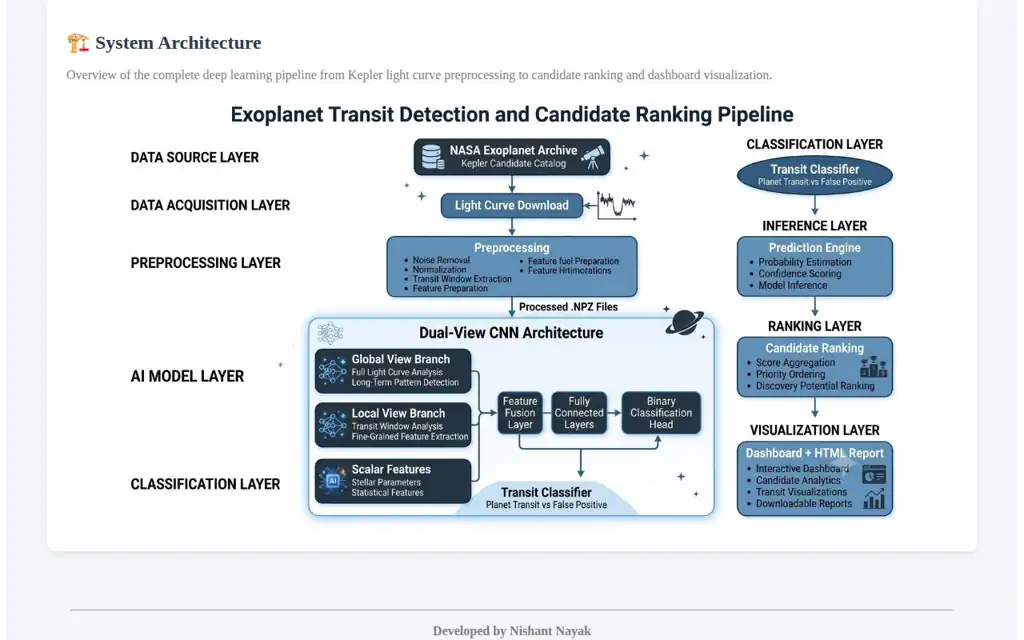 System Architecture
Overview of the complete deep learning pipeline from Kepler light curve preprocessing to candidate ranking and dashboard visualization.
Exoplanet Transit Detection and Candidate Ranking Pipeline
DATA SOURCE LAYER
NASA Exoplanet Archive
Kepler Candidate Catalog
DATA ACQUISITION LAYER
Light Curve Download
PREPROCESSING LAYER
Preprocessing
• Noise Removal
• Normalization
• Transit Window Extraction
• Feature Preparation
• Feature fuel Preparation
• Feature Hitimotations
Processed .NPZ Files
AI MODEL LAYER
Dual-View CNN Architecture
Global View Branch
Full Light Curve Analysis
Long-Term Pattern Detection
Local View Branch
Transit Window Analysis
Fine-Grained Feature Extraction
AI
Scalar Features
Stellar Parameters
Statistical Features
Feature
Fusion
Layer
Fully
Connected
Layers
Binary
Classification
Head
CLASSIFICATION LAYER
Transit Classifier
Planet Transit vs False Positive
CLASSIFICATION LAYER
Transit Classifier
Planet Transit vs False Positive
INFERENCE LAYER
Prediction Engine
• Probability Estimation
• Confidence Scoring
• Model Inference
RANKING LAYER
Candidate Ranking
• Score Aggregation
• Priority Ordering
• Discovery Potential Ranking
VISUALIZATION LAYER
Dashboard + HTML Report
• Interactive Dashboard
• Candidate Analytics
• Transit Visualizations
• Downloadable Reports
Developed by Nishant Nayak